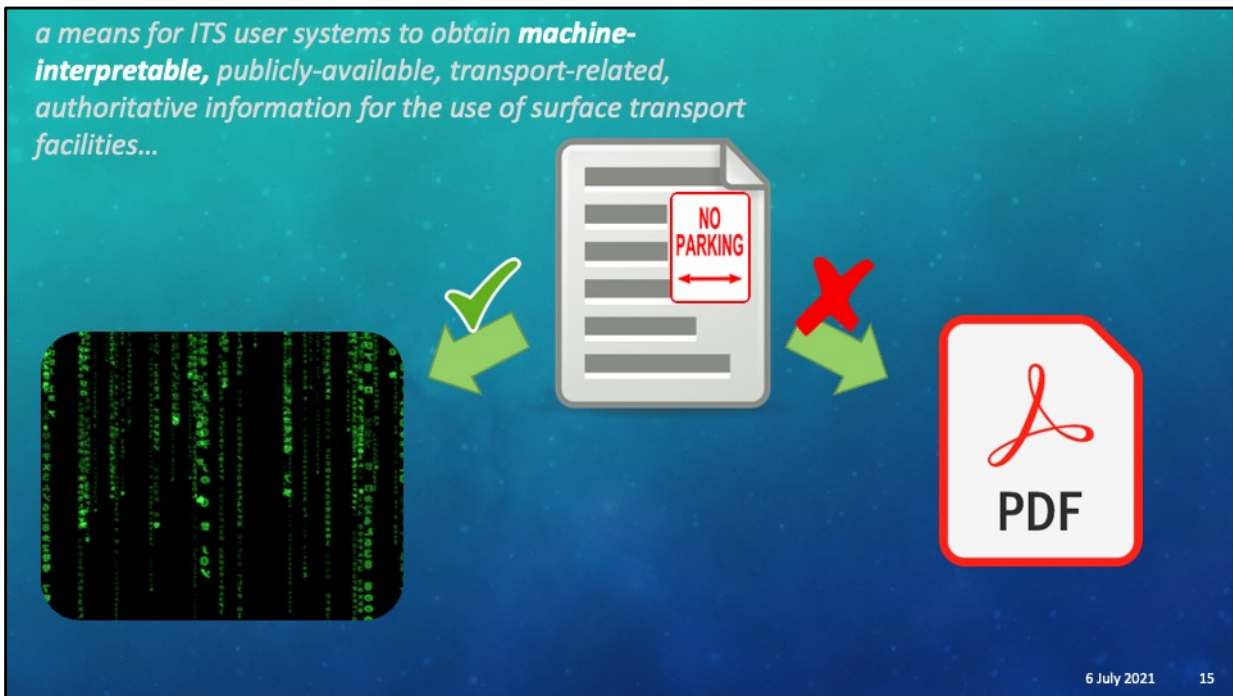 a means for ITS user systems to obtain machine-
interpretable, publicly-available, transport-related,
authoritative information for the use of surface transport
facilities…
NO
PARKING
PDF
6 July 2021 15